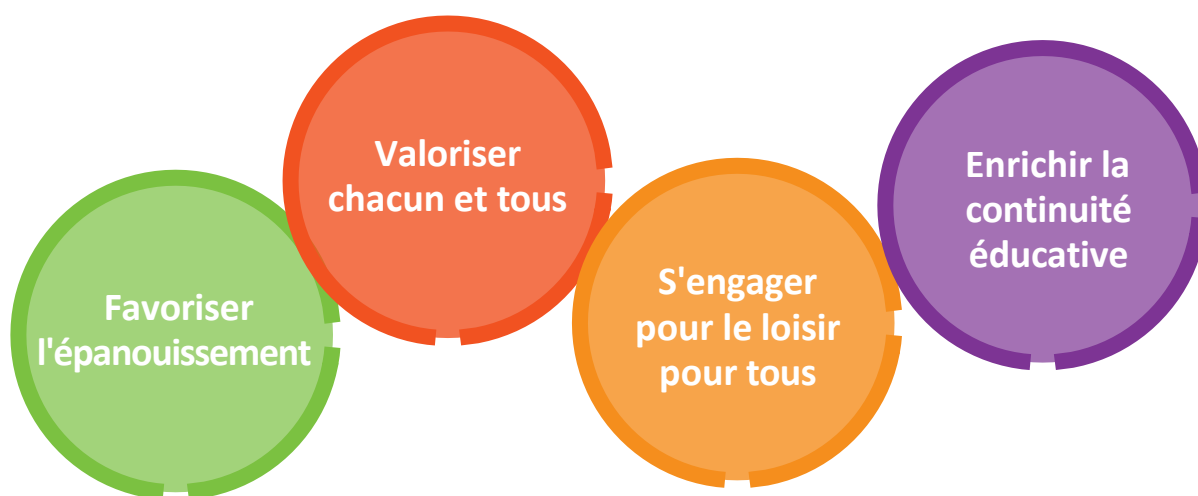 Favoriser
l'épanouissement
Valoriser
chacun et tous
S'engager
pour le loisir
pour tous
Enrichir la
continuité
éducative